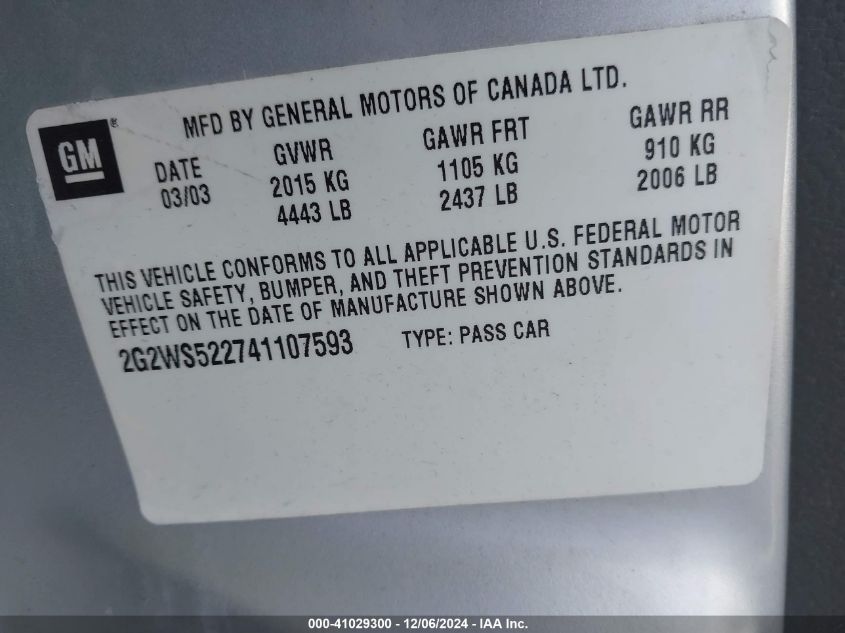 MFD BY GENERAL MOTORS OF CANADA LTD.
GM®
DATE GVWR GAWR FRT GAWR RR
03/03 2015 KG 1105 KG 910 KG
4443 LB 2437 LB 2006 LB
THIS VEHICLE CONFORMS TO ALL APPLICABLE U.S. FEDERAL MOTOR
VEHICLE SAFETY, BUMPER, AND THEFT PREVENTION STANDARDS IN
EFFECT ON THE DATE OF MANUFACTURE SHOWN ABOVE.
2G2WS522741107593 TYPE: PASS CAR
000-41029300 - 12/06/2024 - IAA Inc.